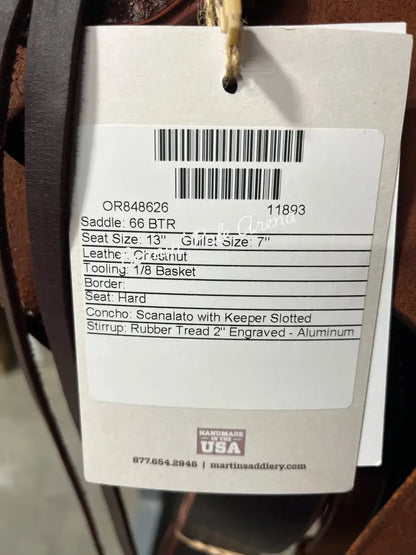 OR848626 11893
Saddle: 66 BTR
Seat Size: 13" Gullet Size: 7"
Leather: Chestnut
Tooling: 1/8 Basket
Border:
Seat: Hard
Concho: Scanalato with Keeper Slotted
Stirrup: Rubber Tread 2" Engraved - Aluminum
HANDMADE
IN THE
USA
877.654.2946 | martinsaddlery.com